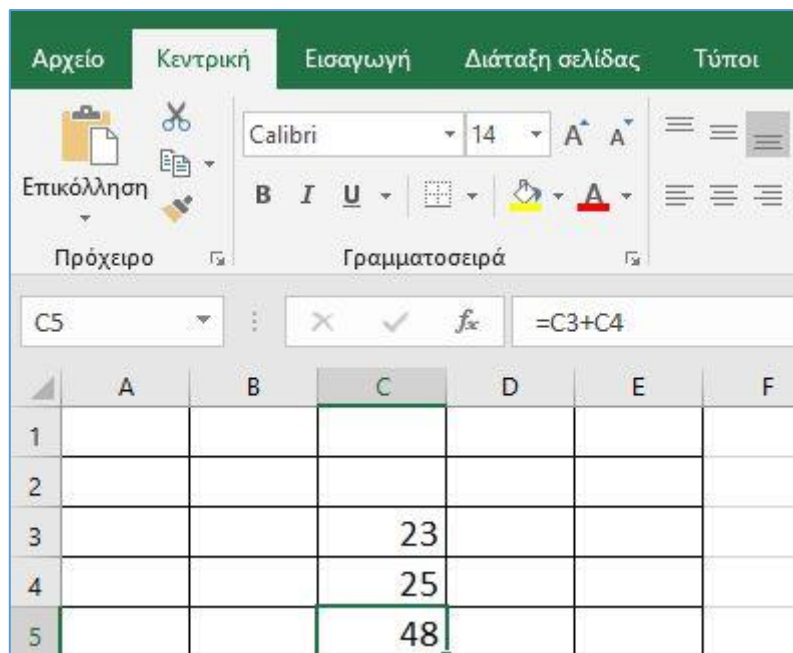 Αρχείο Κεντρική Εισαγωγή Διάταξη σελίδας Τύποι
Επικόλληση
Calibri 14 A A
B I U A
Πρόχειρο Γραμματοσειρά
C5 fx =C3+C4
A B C D E F
1
2
3 23
4 25
5 48